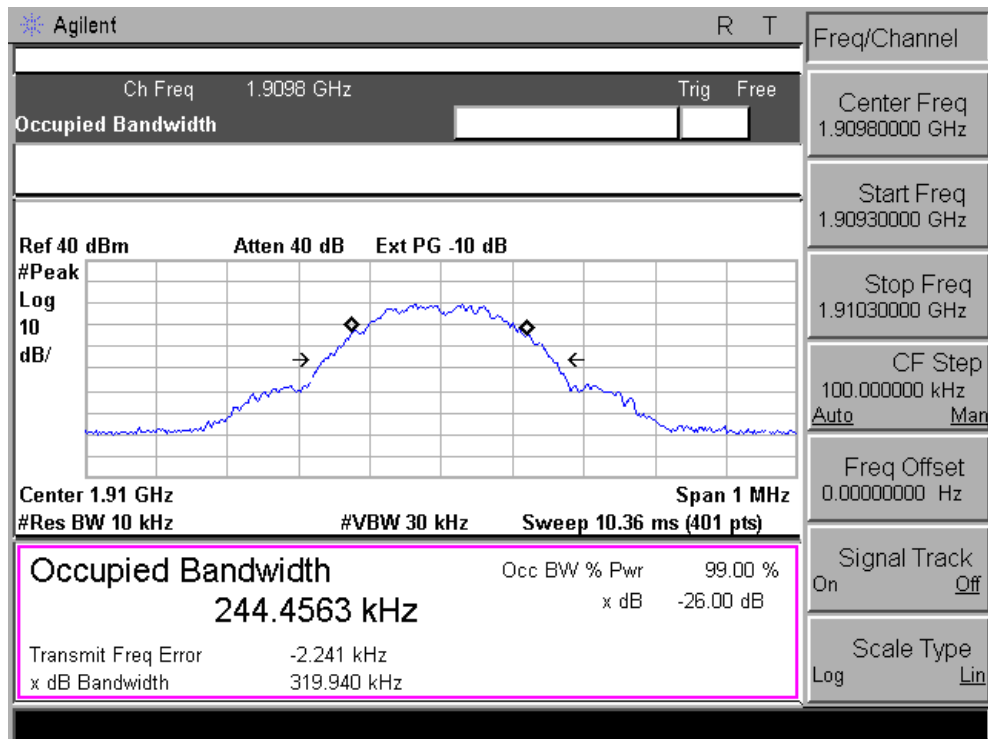 Agilent
R T
Ch Freq 1.9098 GHz
Trig Free
Occupied Bandwidth
Ref 40 dBm Atten 40 dB Ext PG -10 dB
#Peak
Log
10
dB/
Center 1.91 GHz
Span 1 MHz
#Res BW 10 kHz
#VBW 30 kHz
Sweep 10.36 ms (401 pts)
Occupied Bandwidth
244.4563 kHz
Occ BW % Pwr 99.00 %
x dB -26.00 dB
Transmit Freq Error -2.241 kHz
x dB Bandwidth 319.940 kHz
Freq/Channel
Center Freq
1.90980000 GHz
Start Freq
1.90930000 GHz
Stop Freq
1.91030000 GHz
CF Step
100.000000 kHz
Auto Man
Freq Offset
0.00000000 Hz
Signal Track
On Off
Scale Type
Log Lin